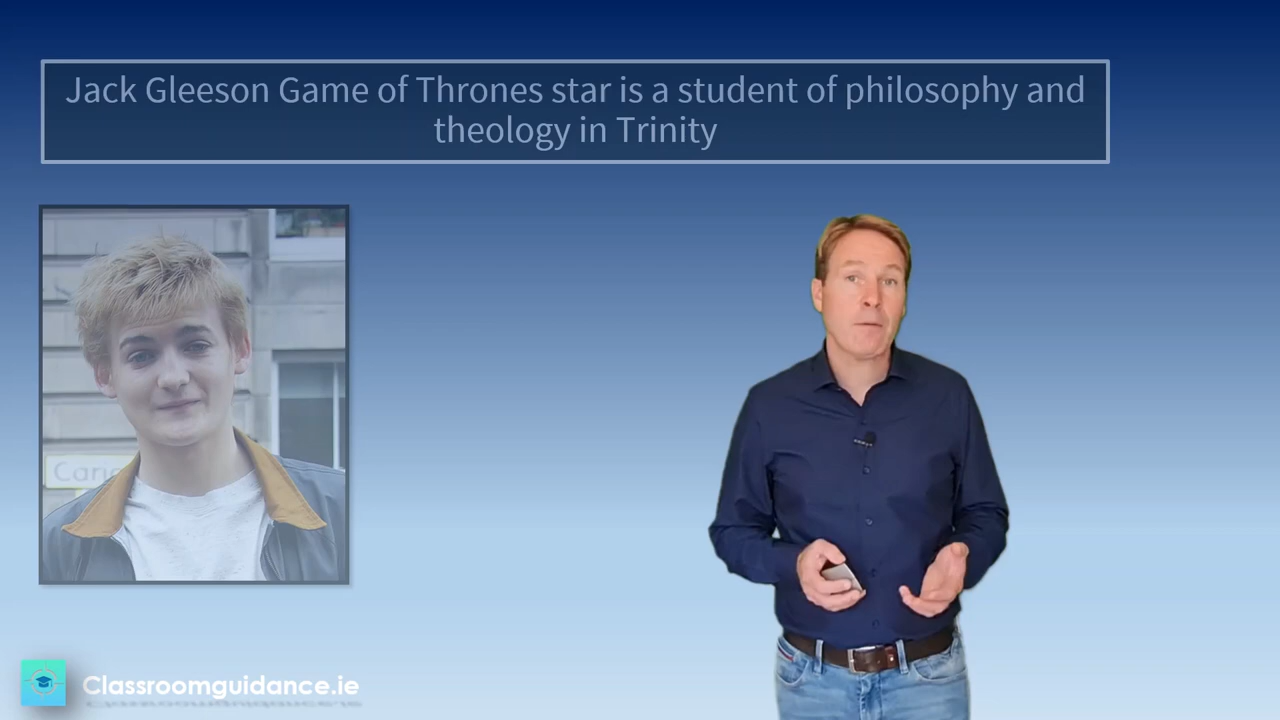 Jack Gleeson Game of Thrones star is a student of philosophy and
theology in Trinity
Classroomguidance.ie